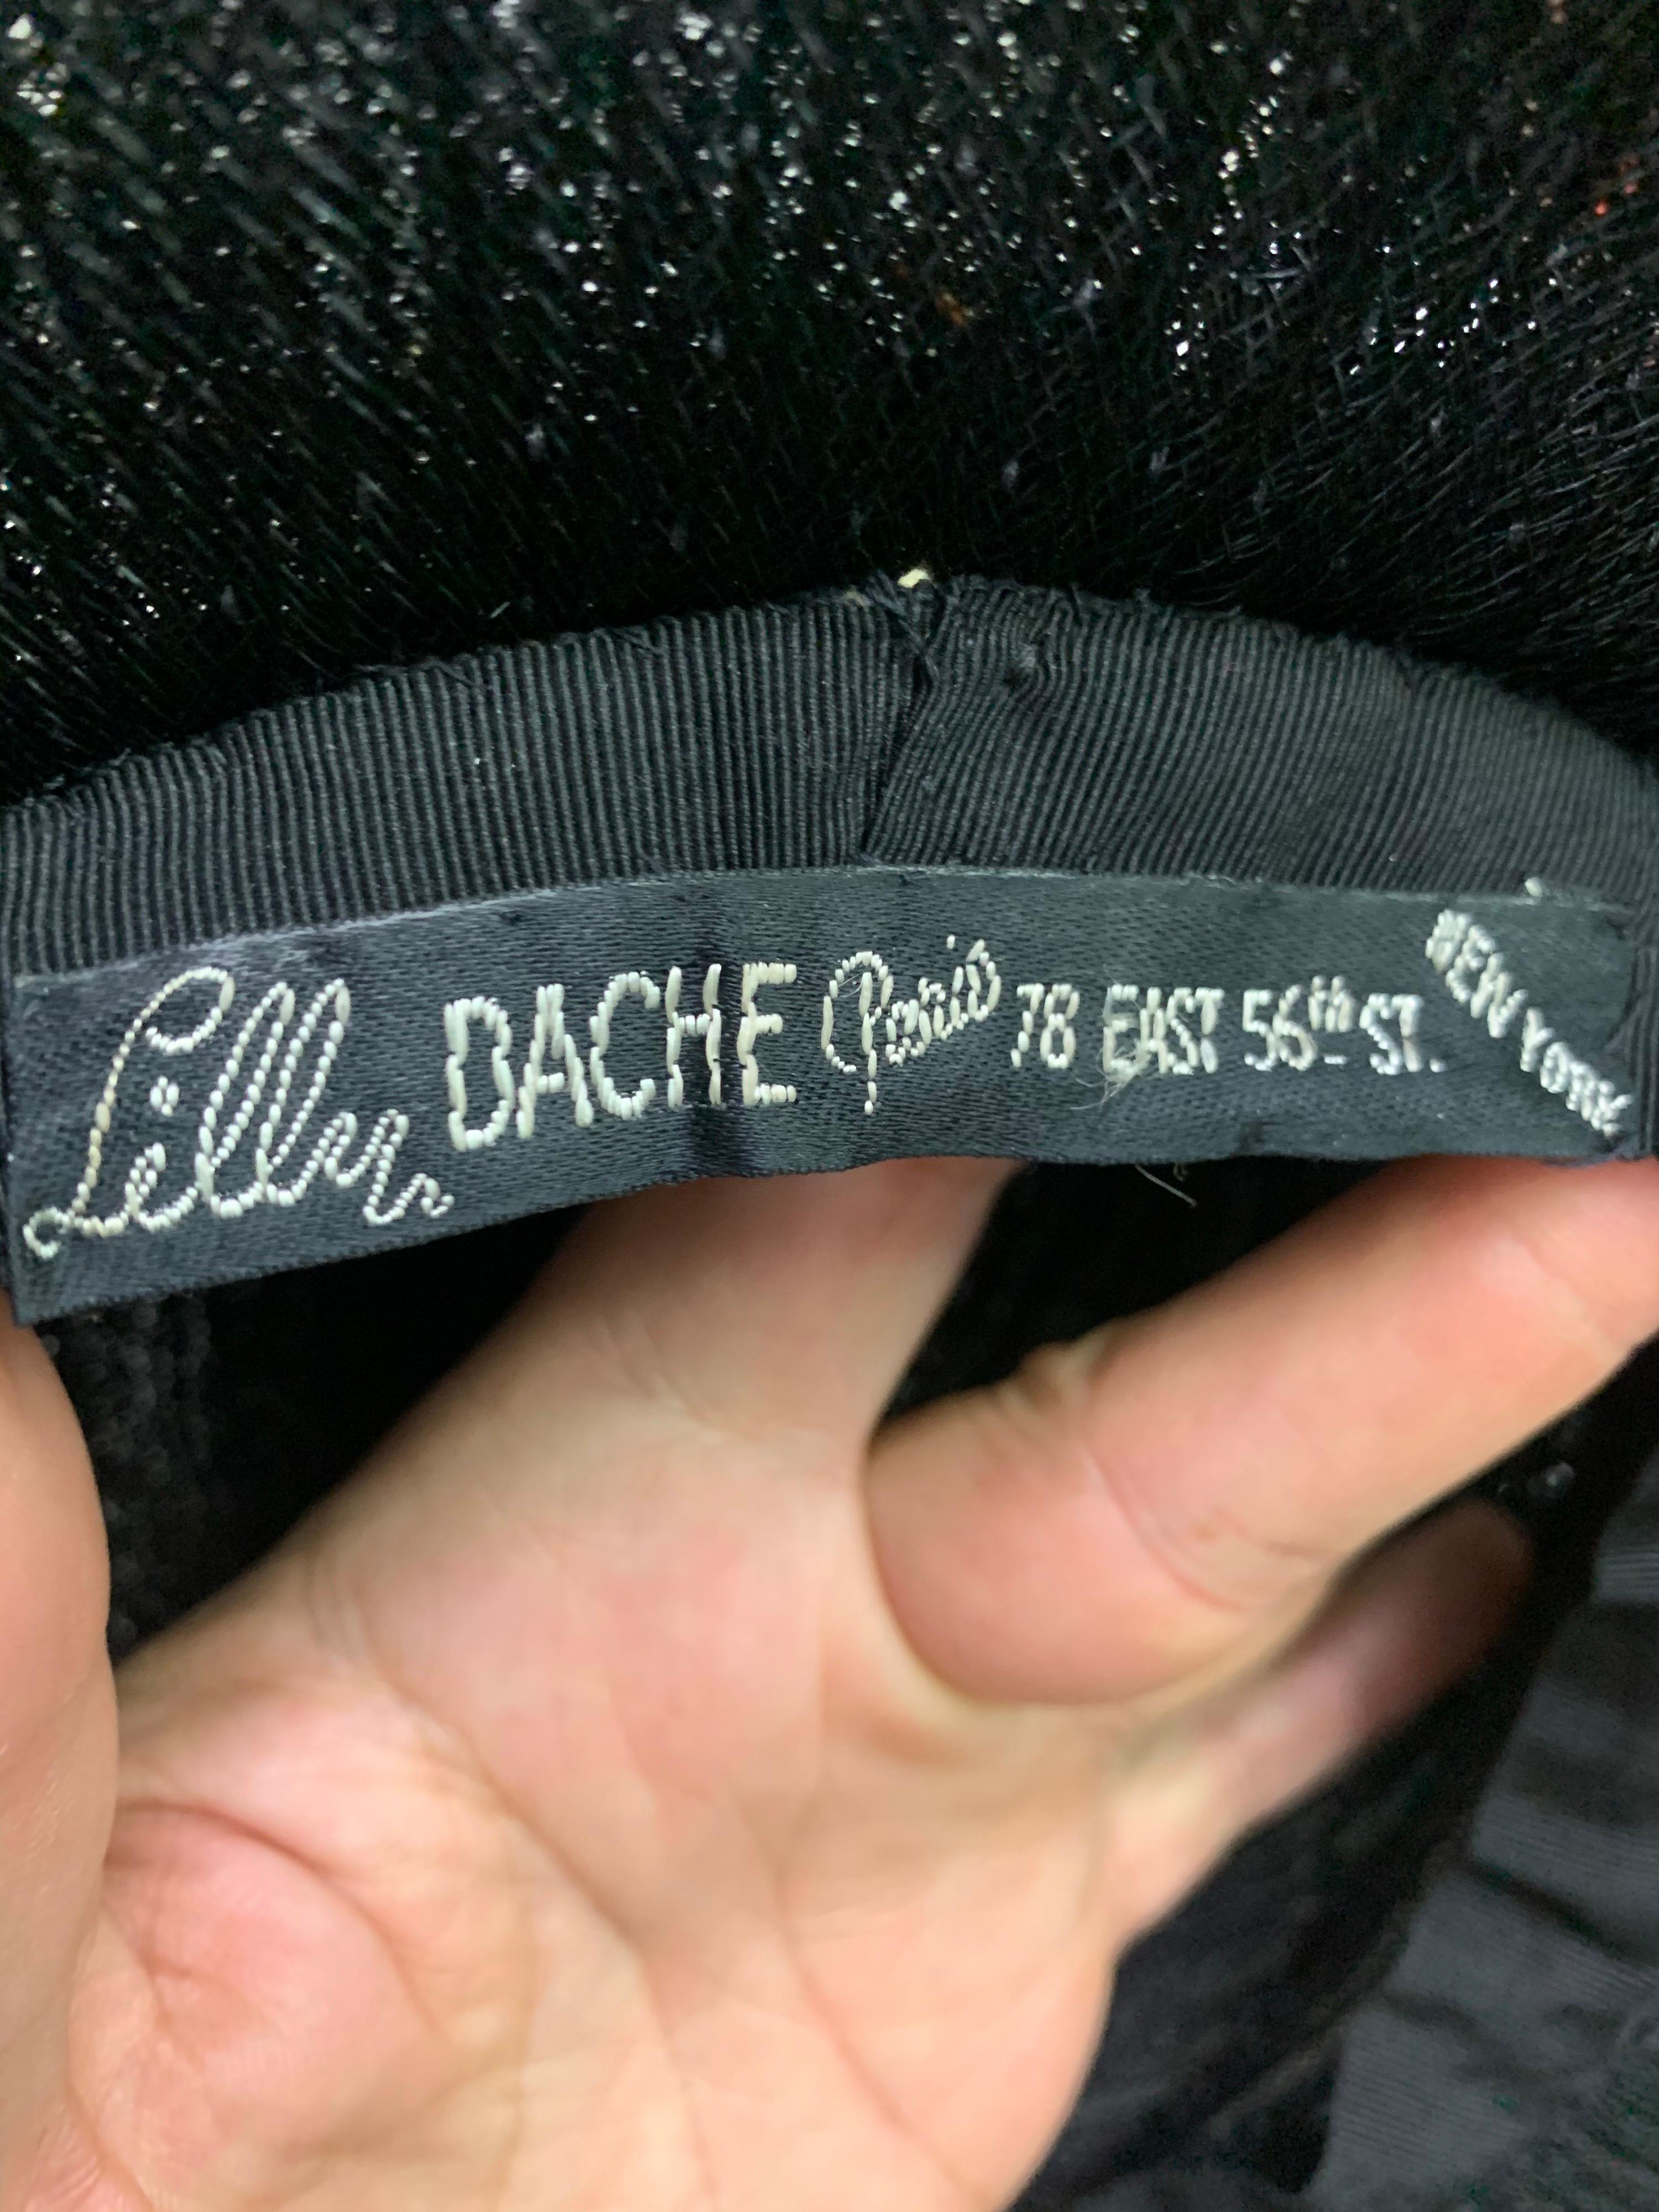 Lilly DACHE Paris 78 EAST 56th ST. NEW YORK